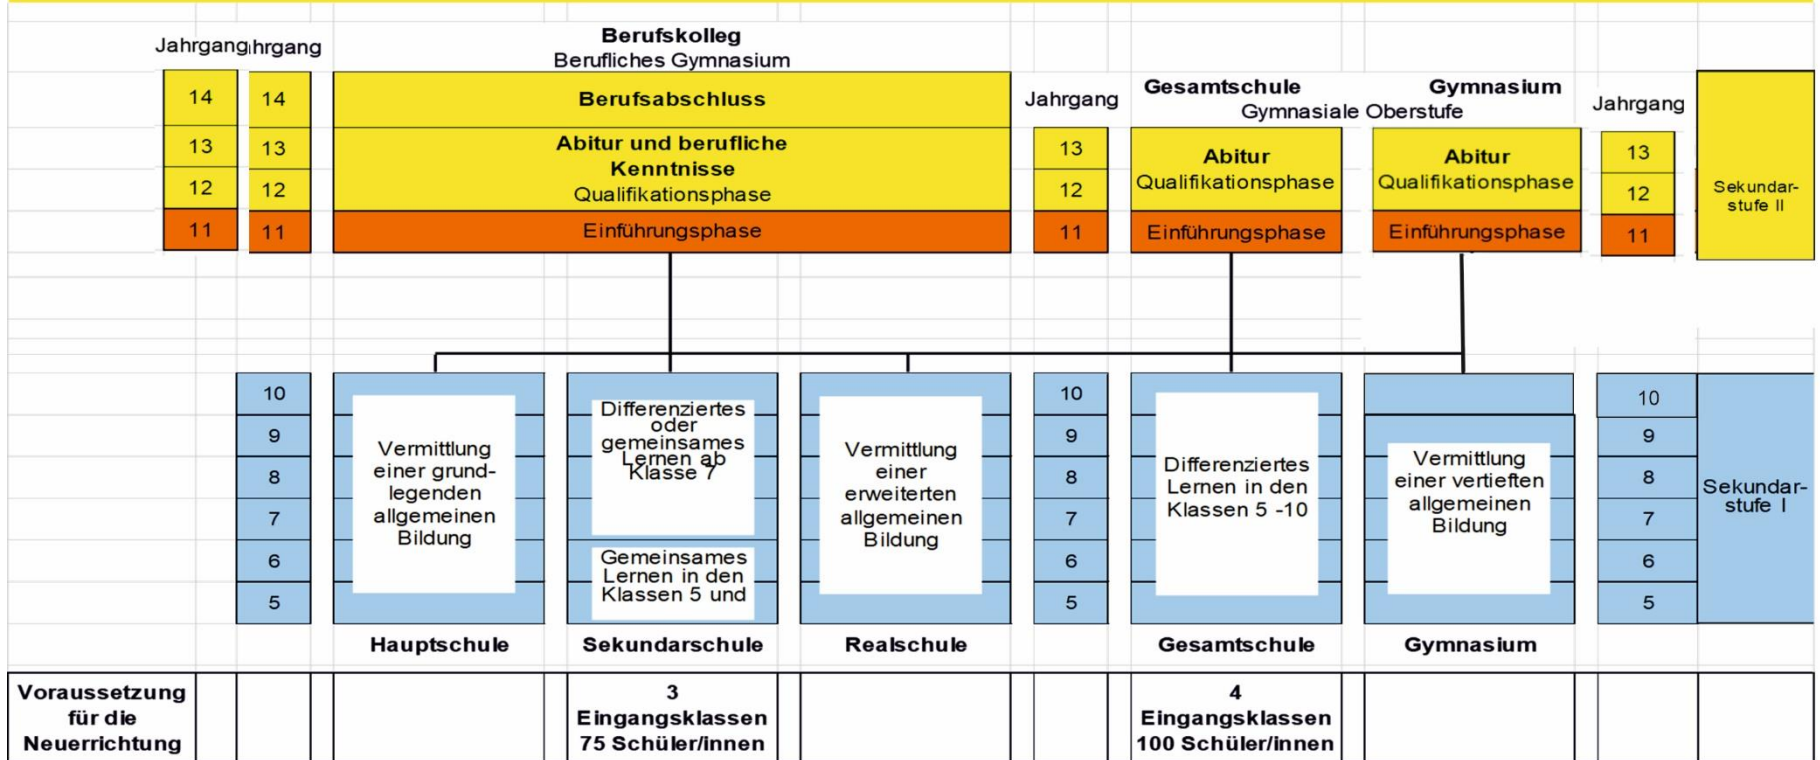 Berufskolleg
Berufliches Gymnasium
Jahrgang
hrgang
14
14
Berufsabschluss
13
13
Abitur und berufliche
Kenntnisse
Qualifikationsphase
12
12
11
11
Einführungsphase
Jahrgang
13
12
11
Gesamtschule
Gymnasium
Gymnasiale Oberstufe
Abitur
Qualifikationsphase
Einführungsphase
Abitur
Qualifikationsphase
Einführungsphase
Jahrgang
13
12
11
Sekundar-
stufe II
10
9
8
7
6
5
Vermittlung
einer grund-
legenden
allgemeinen
Bildung
Differenziertes
oder
gemeinsames
Lernen ab
Klasse 7
Gemeinsames
Lernen in den
Klassen 5 und
Vermittlung
einer
erweiterten
allgemeinen
Bildung
10
9
8
7
6
5
Differenziertes
Lernen in den
Klassen 5 -10
Vermittlung
einer vertieften
allgemeinen
Bildung
10
9
8
7
6
5
Sekundar-
stufe I
Hauptschule
Sekundarschule
Realschule
Gesamtschule
Gymnasium
Voraussetzung
für die
Neuerrichtung
3
Eingangsklassen
75 Schüler/innen
4
Eingangsklassen
100 Schüler/innen